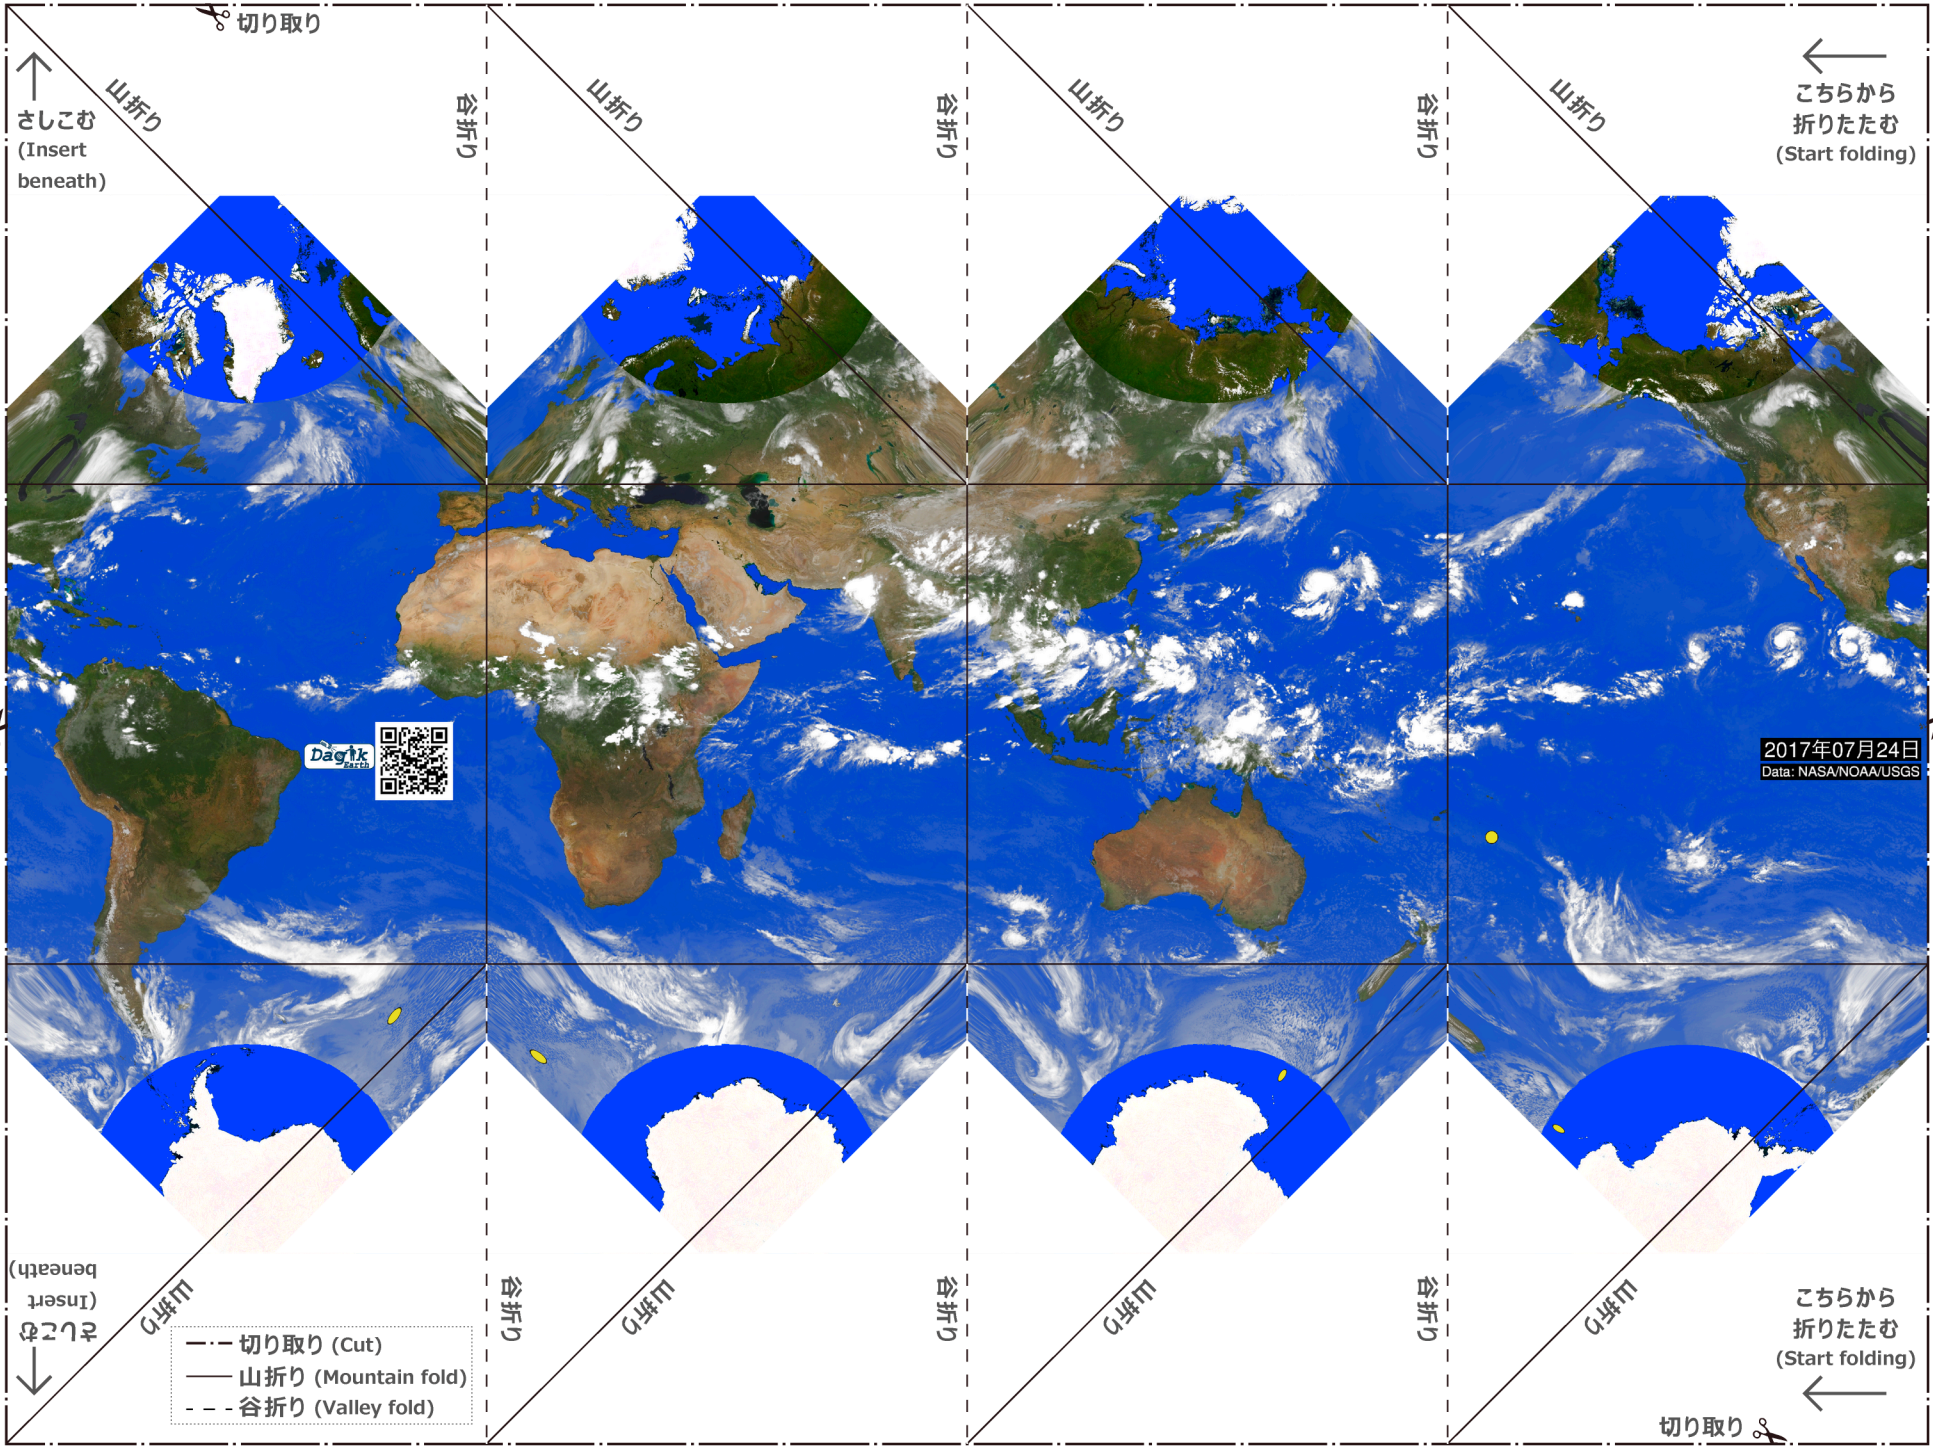 切り取り
山折り
谷折り
山折り
谷折り
山折り
谷折り
山折り
さしこむ
(Insert
beneath)
こちらから
折りたたむ
(Start folding)
Dagik
Earth
2017年07月24日
Data: NASA/NOAA/USGS
さしこむ
(Insert
beneath)
山折り
谷折り
山折り
谷折り
山折り
谷折り
山折り
こちらから
折りたたむ
(Start folding)
切り取り (Cut)
山折り (Mountain fold)
谷折り (Valley fold)
切り取り